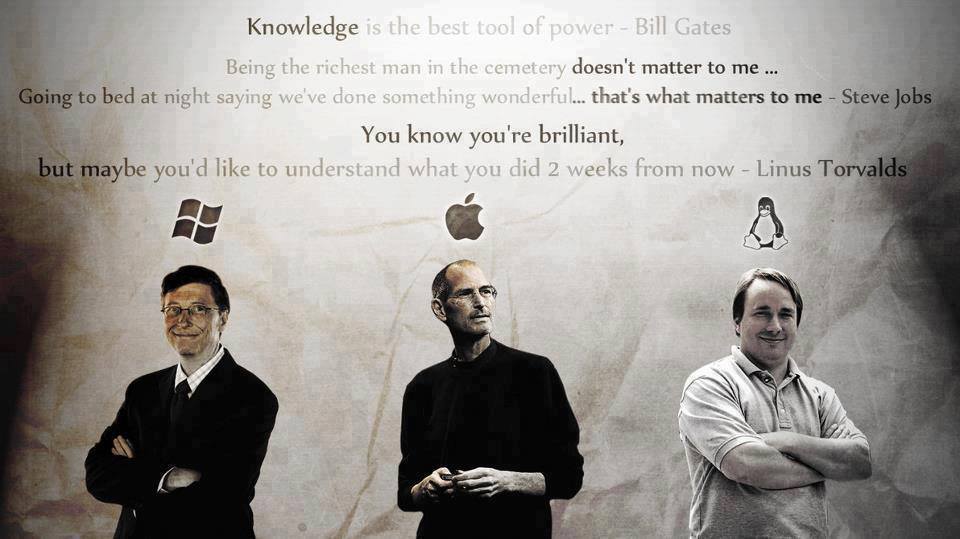 Knowledge is the best tool of power - Bill Gates
Being the richest man in the cemetery doesn't matter to me ...
Going to bed at night saying we've done something wonderful... that's what matters to me - Steve Jobs
You know you're brilliant,
but maybe you'd like to understand what you did 2 weeks from now - Linus Torvalds